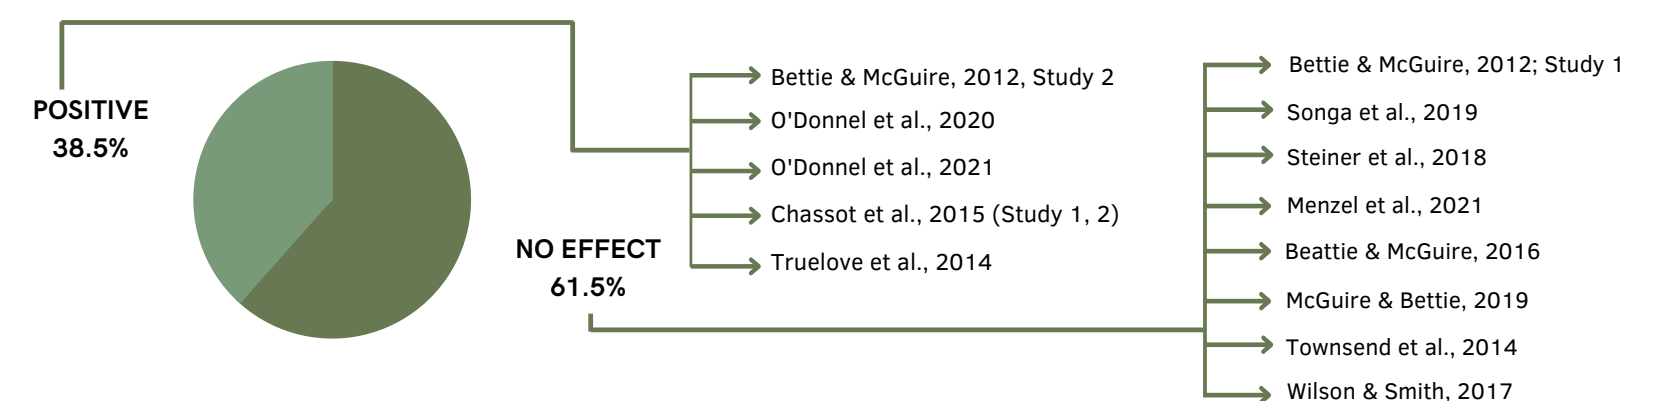 POSITIVE
38.5%
Bettie & McGuire, 2012, Study 2
O'Donnel et al., 2020
O'Donnel et al., 2021
Chassot et al., 2015 (Study 1, 2)
Truelove et al., 2014
NO EFFECT
61.5%
Bettie & McGuire, 2012; Study 1
Songa et al., 2019
Steiner et al., 2018
Menzel et al., 2021
Beattie & McGuire, 2016
McGuire & Bettie, 2019
Townsend et al., 2014
Wilson & Smith, 2017